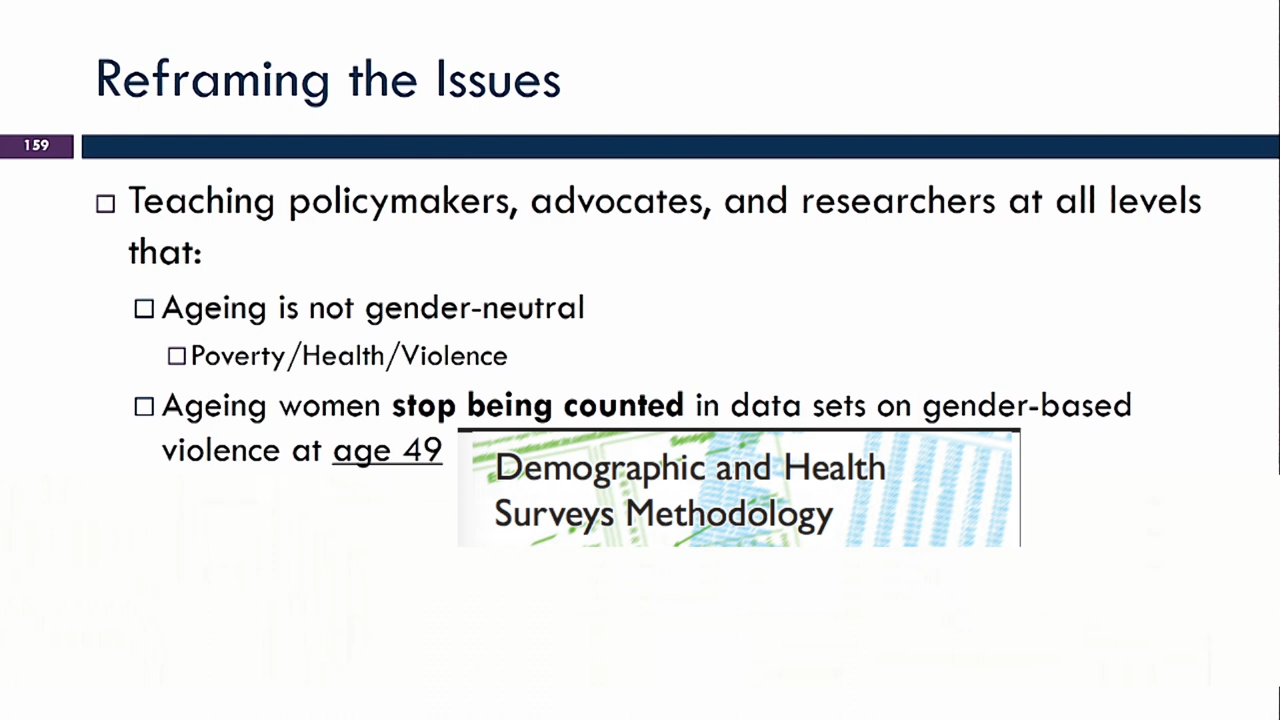 Reframing the Issues
159
Teaching policymakers, advocates, and researchers at all levels
that:
Ageing is not gender-neutral
Poverty/Health/Violence
Ageing women stop being counted in data sets on gender-based
violence at age 49
Demographic and Health
Surveys Methodology